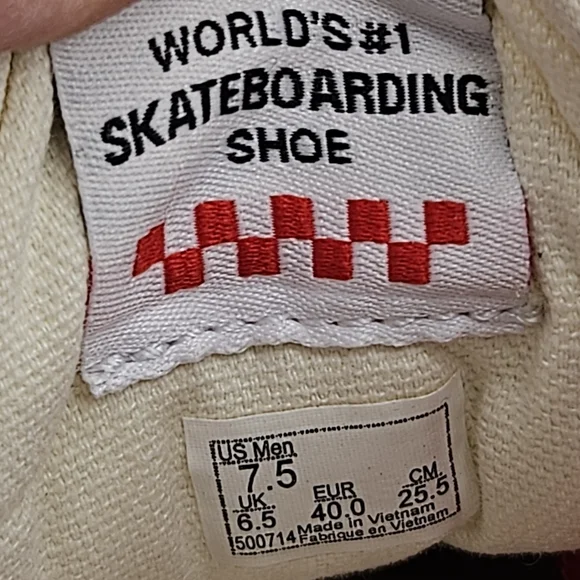 WORLD'S #1
SKATEBOARDING
SHOE
US Men
7.5
UK EUR CM
6.5 40.0 25.5
500714 Made in Vietnam
Fabrique en Vietnam